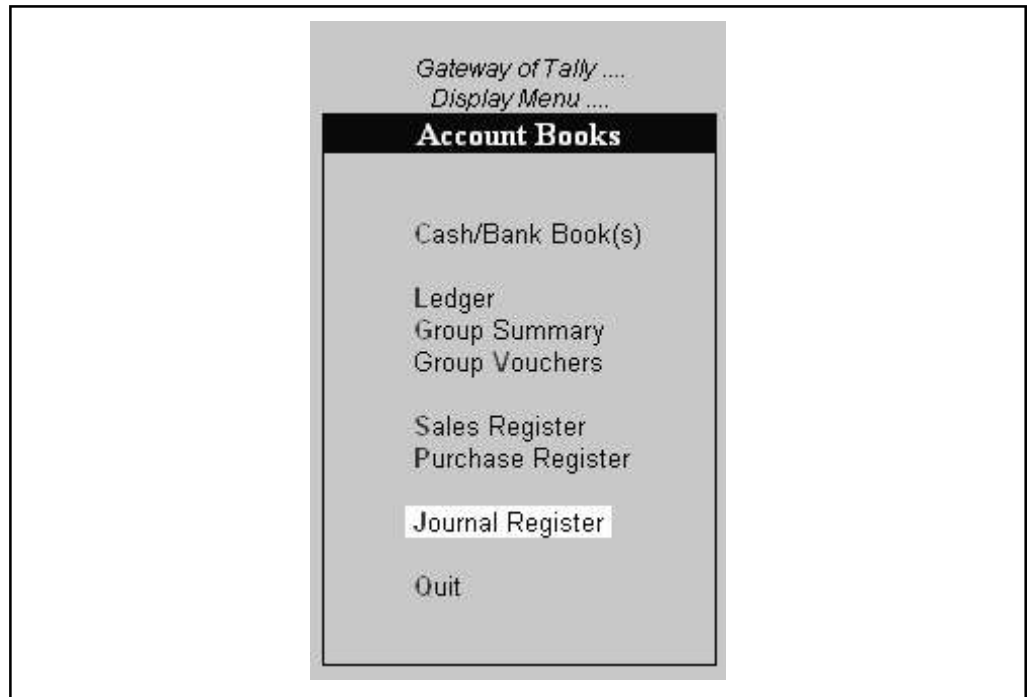 Gateway of Tally ....
Display Menu ....
Account Books
Cash/Bank Book(s)
Ledger
Group Summary
Group Vouchers
Sales Register
Purchase Register
Journal Register
Quit